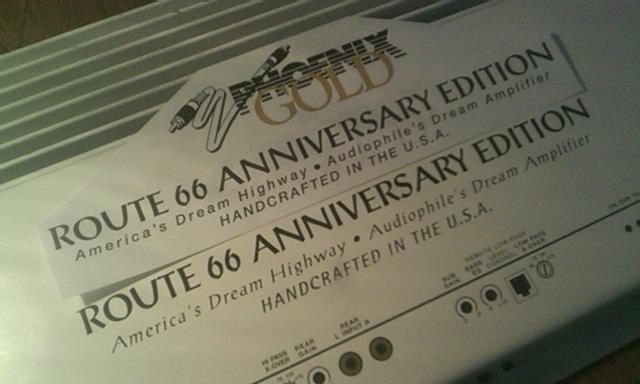 PHOENIX
GOLD
ROUTE 66 ANNIVERSARY EDITION
America's Dream Highway • Audiophile's Dream Amplifier
HANDCRAFTED IN THE U.S.A.
ROUTE 66 ANNIVERSARY EDITION
America's Dream Highway • Audiophile's Dream Amplifier
HANDCRAFTED IN THE U.S.A.
SUB GAIN
BASS EQ
REMOTE LEVEL CONTROL
LOW PASS X-OVER
HI PASS X-OVER
REAR GAIN
REAR
L INPUT R